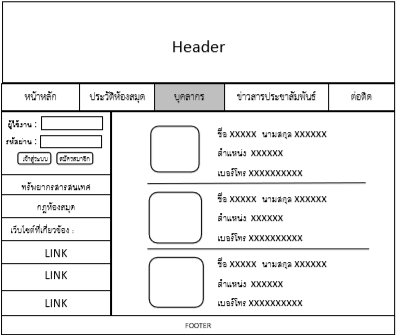 Header
หน้าหลัก ประวัติห้องสมุด บุคลากร ข่าวสารประชาสัมพันธ์ ต่อติด
ผู้ใช้งาน :
รหัสผ่าน :
เข้าสู่ระบบ สมัครสมาชิก
ทรัพยากรสารสนเทศ
กฎห้องสมุด
เว็บไซต์ที่เกี่ยวข้อง :
LINK
LINK
LINK
ชื่อ XXXXX นามสกุล XXXXXX
ตำแหน่ง XXXXXX
เบอร์โทร XXXXXXXXXX
ชื่อ XXXXX นามสกุล XXXXXX
ตำแหน่ง XXXXXX
เบอร์โทร XXXXXXXXXX
ชื่อ XXXXX นามสกุล XXXXXX
ตำแหน่ง XXXXXX
เบอร์โทร XXXXXXXXXX
FOOTER